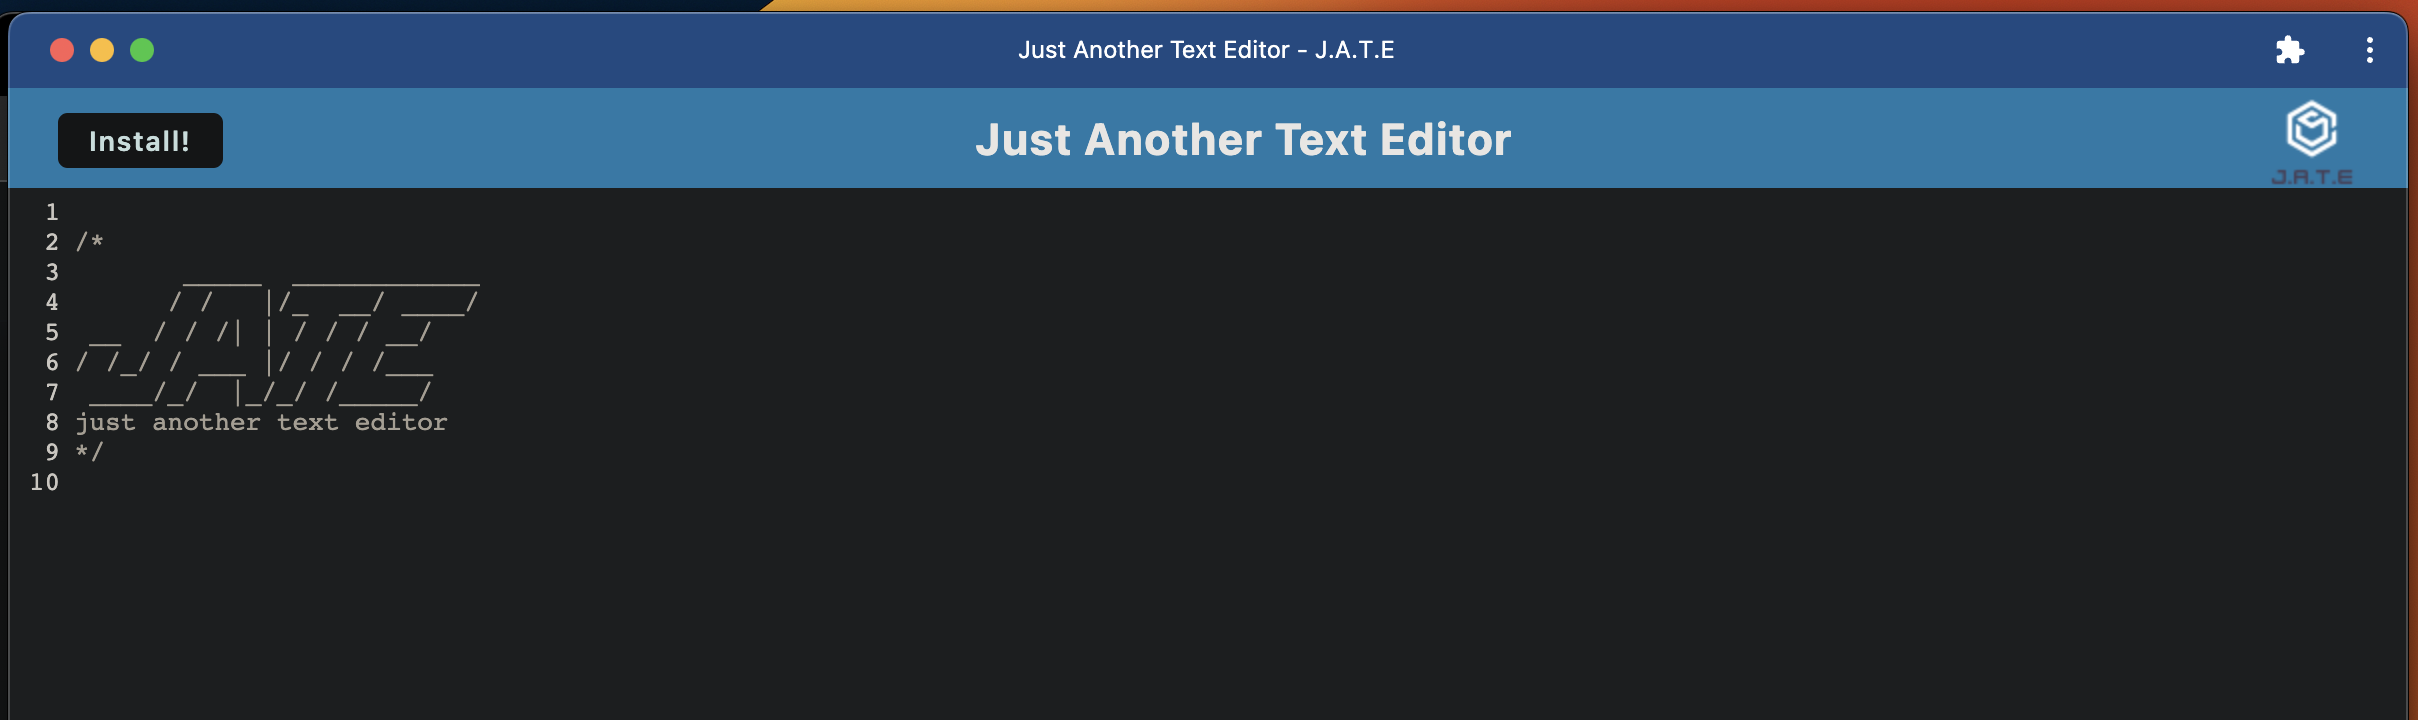 Just Another Text Editor - J.A.T.E
Install!
Just Another Text Editor
J.A.T.E
1
2 /*
3        _____  ____________
4       / /   |/_  __/ ____/
5  __  / / /| | / / / __/
6 / /_/ / ___ |/ / / /___
7  ____/_/  |_/_/ /_____/
8 just another text editor
9 */
10